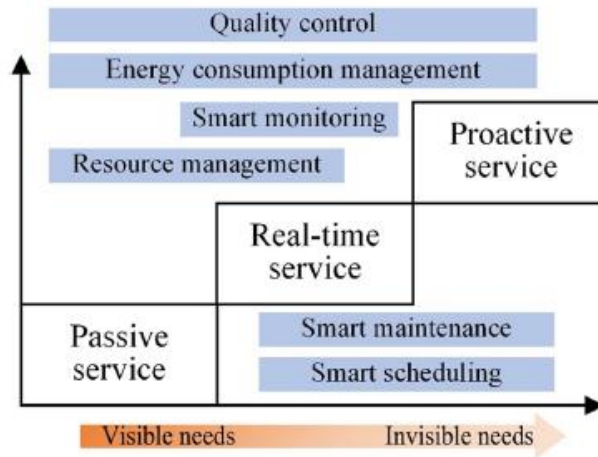 Quality control
Energy consumption management
Smart monitoring
Resource management
Proactive
service
Real-time
service
Passive
service
Smart maintenance
Smart scheduling
Visible needs
Invisible needs